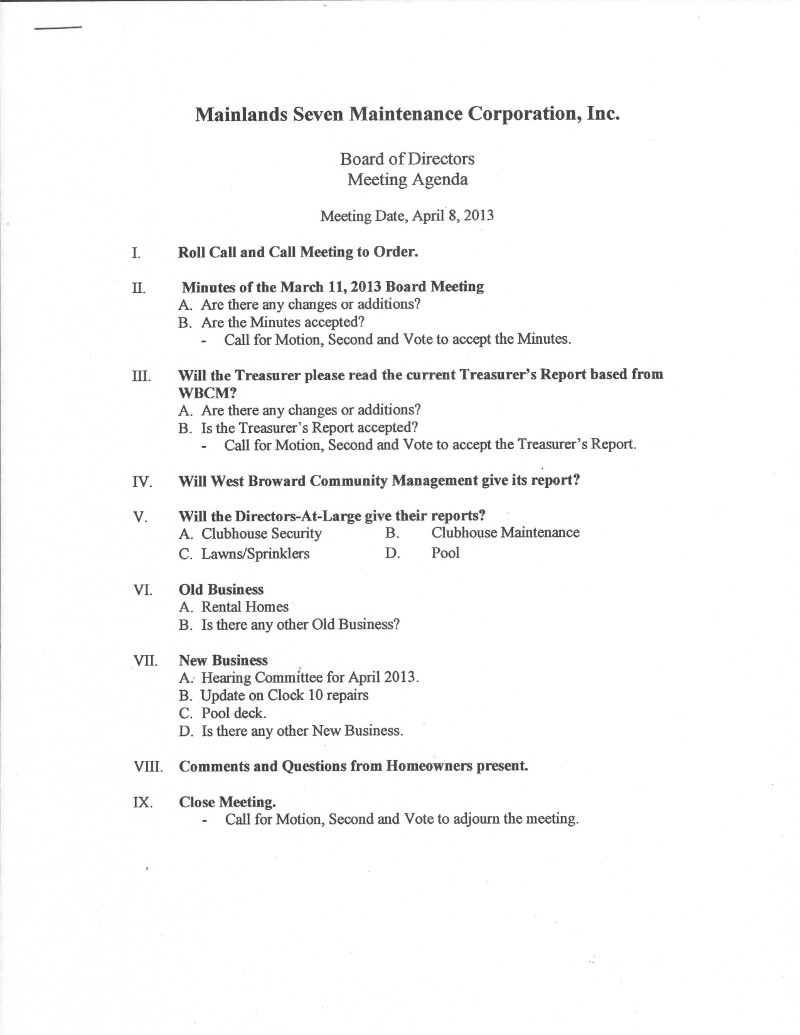 Mainlands Seven Maintenance Corporation, Inc.
Board of Directors
Meeting Agenda
Meeting Date, April 8, 2013
I. Roll Call and Call Meeting to Order.
II. Minutes of the March 11, 2013 Board Meeting
A. Are there any changes or additions?
B. Are the Minutes accepted?
- Call for Motion, Second and Vote to accept the Minutes.
III. Will the Treasurer please read the current Treasurer's Report based from
WBCM?
A. Are there any changes or additions?
B. Is the Treasurer's Report accepted?
- Call for Motion, Second and Vote to accept the Treasurer's Report.
IV. Will West Broward Community Management give its report?
V. Will the Directors-At-Large give their reports?
A. Clubhouse Security B. Clubhouse Maintenance
C. Lawns/Sprinklers D. Pool
VI. Old Business
A. Rental Homes
B. Is there any other Old Business?
VII. New Business
A. Hearing Committee for April 2013.
B. Update on Clock 10 repairs
C. Pool deck.
D. Is there any other New Business.
VIII. Comments and Questions from Homeowners present.
IX. Close Meeting.
- Call for Motion, Second and Vote to adjourn the meeting.